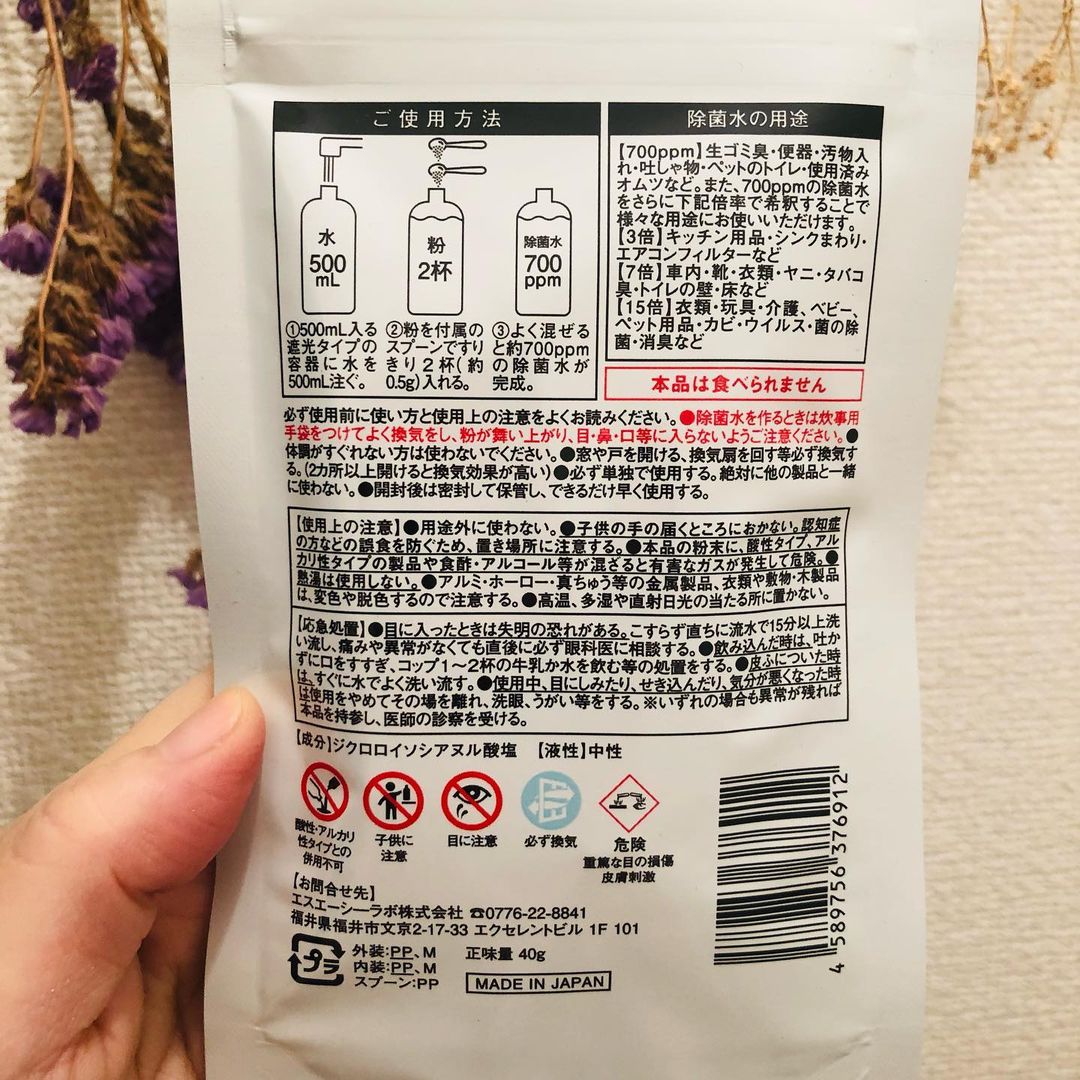 ご使用方法
水
500
mL
粉
2杯
除菌水
700
ppm
①500mL入る
遮光タイプの
容器に水を
500mL注ぐ。
②粉を付属の
スプーンですり
きり2杯(約
0.5g)入れる。
③よく混ぜる
と約700ppm
の除菌水が
完成。
除菌水の用途
【700ppm】生ゴミ臭・便器・汚物入
れ・吐しゃ物・ペットのトイレ・使用済み
オムツなど。また、700ppmの除菌水
をさらに下記倍率で希釈することで
様々な用途にお使いいただけます。
【3倍】キッチン用品・シンクまわり・
エアコンフィルターなど
【7倍】車内・靴・衣類・ヤニ・タバコ
臭・トイレの壁・床など
【15倍】衣類・玩具・介護、ベビー、
ペット用品・カビ・ウイルス・菌の除
菌・消臭など
本品は食べられません
必ず使用前に使い方と使用上の注意をよくお読みください。●除菌水を作るときは炊事用
手袋をつけてよく換気をし、粉が舞い上がり、目・鼻・口等に入らないようご注意ください。●
体調がすぐれない方は使わないでください。●窓や戸を開ける、換気扇を回す等必ず換気す
る。(2カ所以上開けると換気効果が高い)●必ず単独で使用する。絶対に他の製品と一緒
に使わない。●開封後は密封して保管し、できるだけ早く使用する。
【使用上の注意】●用途外に使わない。●子供の手の届くところにおかない。認知症
の方などの誤食を防ぐため、置き場所に注意する。●本品の粉末に、酸性タイプ、アル
カリ性タイプの製品や食酢・アルコール等が混ざると有害なガスが発生して危険。●
熱湯は使用しない。●アルミ・ホーロー・真ちゅう等の金属製品、衣類や敷物・木製品
は、変色や脱色するので注意する。●高温、多湿や直射日光の当たる所に置かない。
【応急処置】●目に入ったときは失明の恐れがある。こすらず直ちに流水で15分以上洗
い流し、痛みや異常がなくても直後に必ず眼科医に相談する。●飲み込んだ時は、吐か
ずに口をすすぎ、コップ1～2杯の牛乳か水を飲む等の処置をする。●皮ふについた時
は、すぐに水でよく洗い流す。●使用中、目にしみたり、せき込んだり、気分が悪くなった時
は使用をやめてその場を離れ、洗眼、うがい等をする。※いずれの場合も異常が残れば
本品を持参し、医師の診察を受ける。
【成分】ジクロロイソシアヌル酸塩 【液性】中性
酸性・アルカリ
性タイプとの
併用不可
子供に
注意
目に注意
必ず換気
危険
重篤な目の損傷
皮膚刺激
【お問合せ先】
エスエーシーラボ株式会社 ☎0776-22-8841
福井県福井市文京2-17-33 エクセレントビル 1F 101
プラ
外装:PP、M
内装:PP、M
スプーン:PP
正味量 40g
MADE IN JAPAN
4 589756 376912